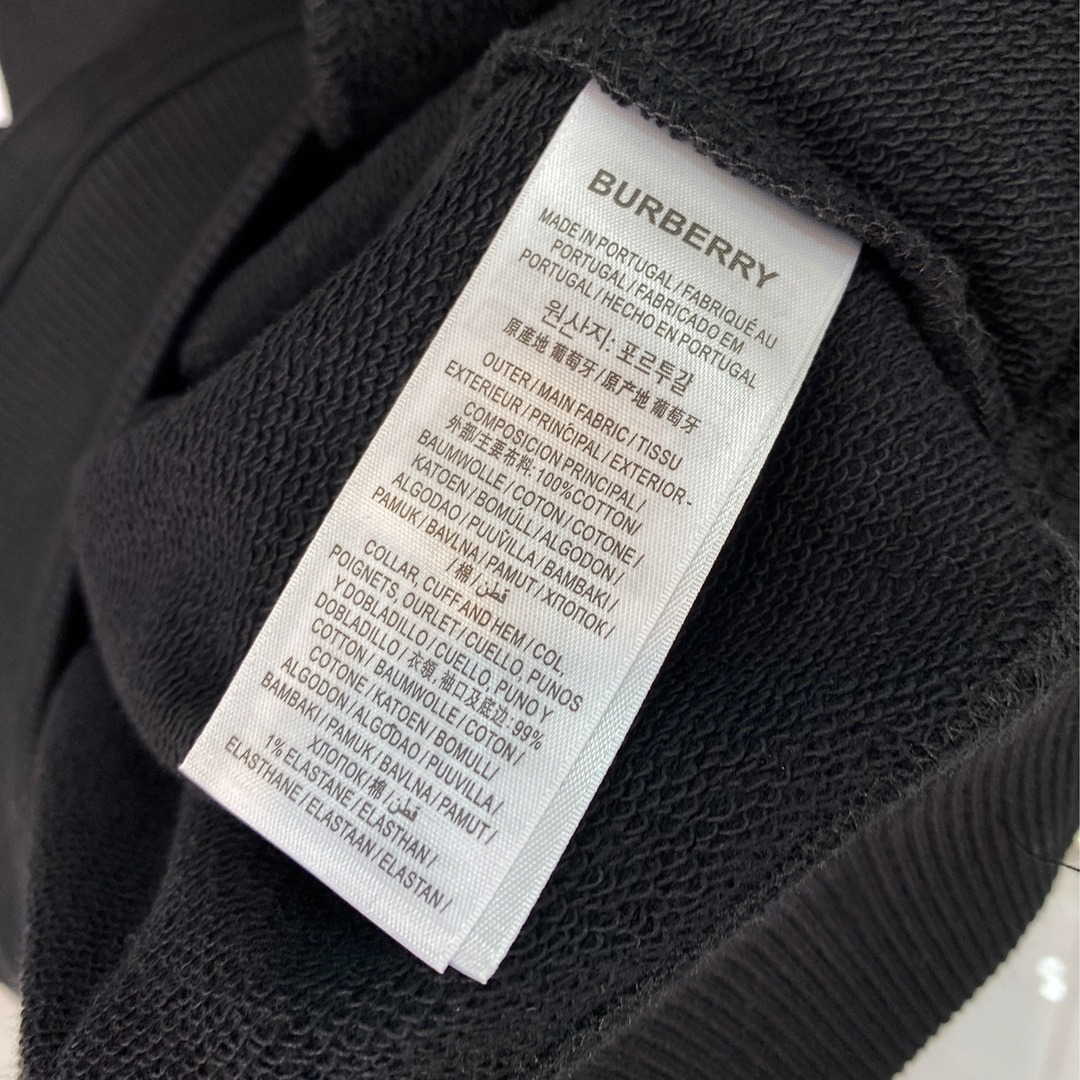 BURBERRY
MADE IN PORTUGAL / FABRIQUÉ AU
PORTUGAL / FABRICADO EM
PORTUGAL / HECHO EN PORTUGAL
원산지: 포르투갈
原産地 葡萄牙 / 原产地 葡萄牙
OUTER / MAIN FABRIC / TISSU
EXTERIEUR / PRINCIPAL / EXTERIOR-
COMPOSICION PRINCIPAL /
外部/主要布料: 100%COTTON/
BAUMWOLLE / COTON / COTONE /
KATOEN / BOMULL / ALGODON /
ALGODAO / PUUVILLA / BAMBAKI /
PAMUK / BAVLNA / PAMUT / ХЛОПОК /
/ 棉 / قطن
COLLAR, CUFF AND HEM / COL,
POIGNETS, OURLET / CUELLO, PUNOS
Y DOBLADILLO / CUELLO, PUNO Y
DOBLADILLO / 衣領, 袖口及底辺: 99%
COTTON / BAUMWOLLE / COTON /
COTONE / KATOEN / BOMULL/
ALGODON / ALGODAO / PUUVILLA /
BAMBAKI / PAMUK / BAVLNA / PAMUT /
ХЛОПОК/ 棉 / قطن
1% ELASTANE / ELASTHAN /
ELASTHANE / ELASTAAN / ELASTAN /